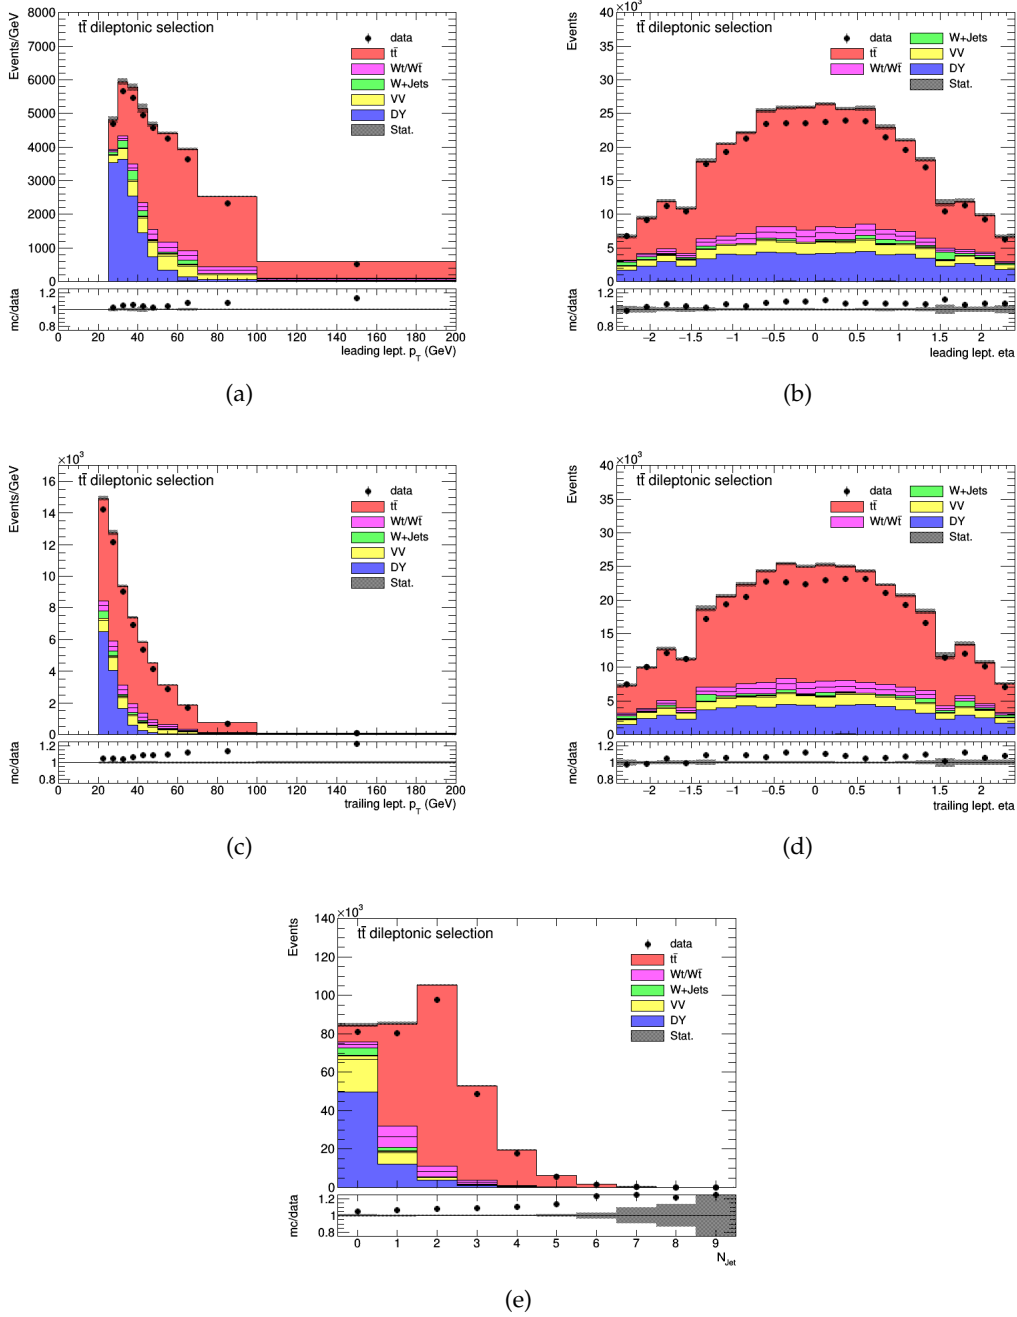 8000
7000
6000
5000
4000
3000
2000
1000
0
Events/GeV
tt̄ dileptonic selection
data
tt̄
Wt/Wt̄
W+Jets
VV
DY
Stat.
1.2
1
0.8
mc/data
0 20 40 60 80 100 120 140 160 180 200
leading lept. p_T (GeV)
(a)
×10³
40
35
30
25
20
15
10
5
0
Events
tt̄ dileptonic selection
data
tt̄
Wt/Wt̄
W+Jets
VV
DY
Stat.
1.2
1
0.8
mc/data
−2 −1.5 −1 −0.5 0 0.5 1 1.5 2
leading lept. eta
(b)
×10³
16
14
12
10
8
6
4
2
0
Events/GeV
tt̄ dileptonic selection
data
tt̄
Wt/Wt̄
W+Jets
VV
DY
Stat.
1.2
1
0.8
mc/data
0 20 40 60 80 100 120 140 160 180 200
trailing lept. p_T (GeV)
(c)
×10³
40
35
30
25
20
15
10
5
0
Events
tt̄ dileptonic selection
data
tt̄
Wt/Wt̄
W+Jets
VV
DY
Stat.
1.2
1
0.8
mc/data
−2 −1.5 −1 −0.5 0 0.5 1 1.5 2
trailing lept. eta
(d)
×10³
140
120
100
80
60
40
20
0
Events
tt̄ dileptonic selection
data
tt̄
Wt/Wt̄
W+Jets
VV
DY
Stat.
1.2
1
0.8
mc/data
0 1 2 3 4 5 6 7 8 9
N_Jet
(e)